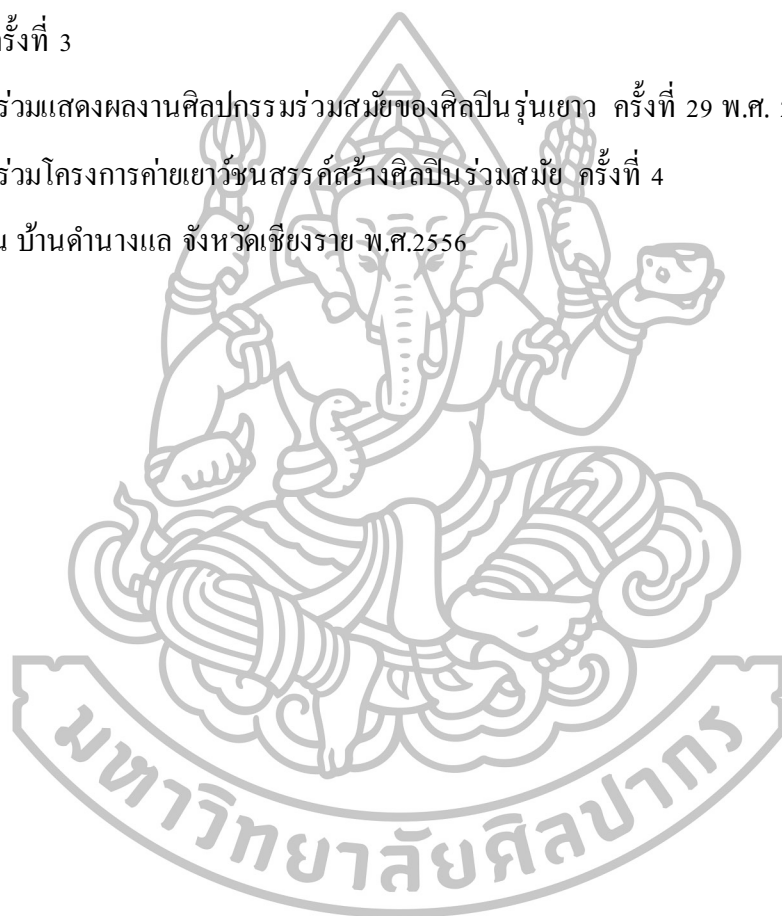 ครั้งที่ 3
ร่วมแสดงผลงานศิลปกรรมร่วมสมัยของศิลปินรุ่นเยาว ครั้งที่ 29 พ.ศ.
ร่วมโครงการค่ายเยาว์ชนสรรค์สร้างศิลปินร่วมสมัย ครั้งที่ 4
บ้านดำนางแล จังหวัดเชียงราย พ.ศ.2556
มหาวิทยาลัยศิลปากร